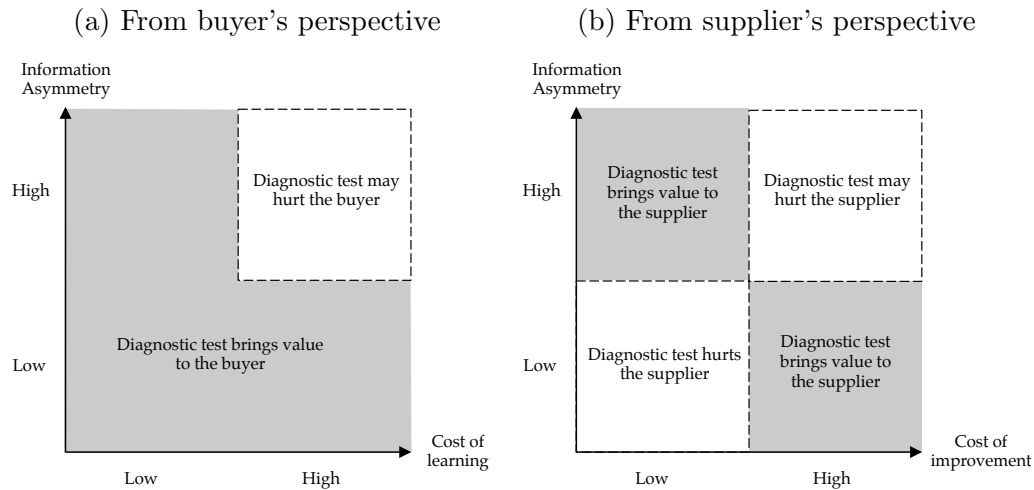 (a) From buyer's perspective
Information
Asymmetry
High
Diagnostic test may
hurt the buyer
Low
Diagnostic test brings value
to the buyer
Cost of
learning
Low
High
(b) From supplier's perspective
Information
Asymmetry
High
Diagnostic test
brings value to
the supplier
Diagnostic test may
hurt the supplier
Low
Diagnostic test hurts
the supplier
Diagnostic test
brings value to
the supplier
Cost of
improvement
Low
High